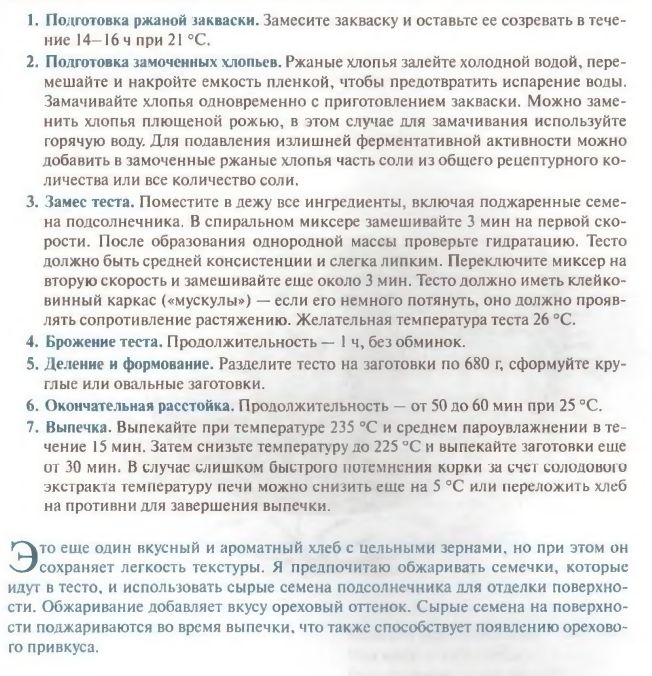 1. Подготовка ржаной закваски. Замесите закваску и оставьте ее созревать в тече-
ние 14—16 ч при 21 °С.
2. Подготовка замоченных хлопьев. Ржаные хлопья залейте холодной водой, пере-
мешайте и накройте емкость пленкой, чтобы предотвратить испарение воды.
Замачивайте хлопья одновременно с приготовлением закваски. Можно заме-
нить хлопья плющеной рожью, в этом случае для замачивания используйте
горячую воду. Для подавления излишней ферментативной активности можно
добавить в замоченные ржаные хлопья часть соли из общего рецептурного ко-
личества или все количество соли.
3. Замес теста. Поместите в дежу все ингредиенты, включая поджаренные семе-
на подсолнечника. В спиральном миксере замешивайте 3 мин на первой ско-
рости. После образования однородной массы проверьте гидратацию. Тесто
должно быть средней консистенции и слегка липким. Переключите миксер на
вторую скорость и замешивайте еще около 3 мин. Тесто должно иметь клейко-
винный каркас («мускулы») — если его немного потянуть, оно должно прояв-
лять сопротивление растяжению. Желательная температура теста 26 °С.
4. Брожение теста. Продолжительность — 1 ч, без обминок.
5. Деление и формование. Разделите тесто на заготовки по 680 г, сформуйте кру-
глые или овальные заготовки.
6. Окончательная расстойка. Продолжительность — от 50 до 60 мин при 25 °С.
7. Выпечка. Выпекайте при температуре 235 °С и среднем пароувлажнении в те-
чение 15 мин. Затем снизьте температуру до 225 °С и выпекайте заготовки еще
от 30 мин. В случае слишком быстрого потемнения корки за счет солодового
экстракта температуру печи можно снизить еще на 5 °С или переложить хлеб
на противни для завершения выпечки.
Это еще один вкусный и ароматный хлеб с цельными зернами, но при этом он
сохраняет легкость текстуры. Я предпочитаю обжаривать семечки, которые
идут в тесто, и использовать сырые семена подсолнечника для отделки поверхно-
сти. Обжаривание добавляет вкусу ореховый оттенок. Сырые семена на поверхно-
сти поджариваются во время выпечки, что также способствует появлению орехово-
го привкуса.